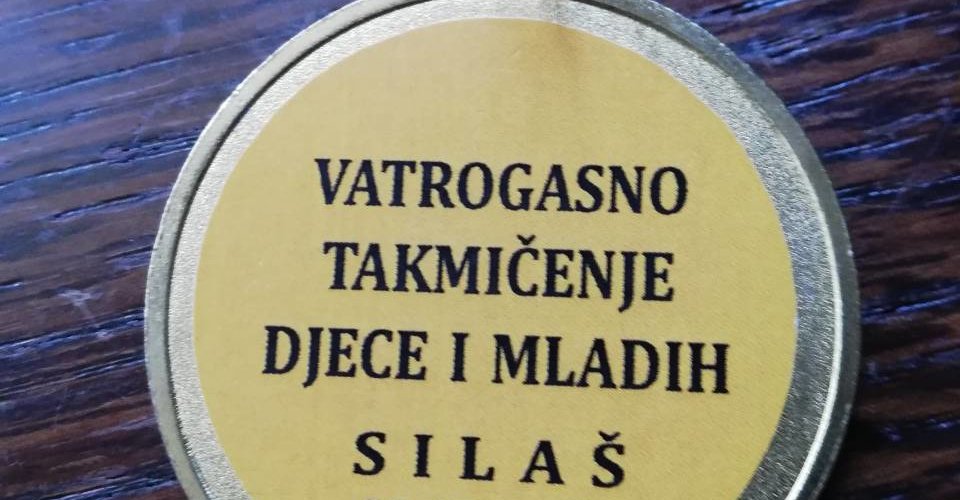 VATROGASNO
TAKMIČENJE
DJECE I MLADIH
SILAŠ